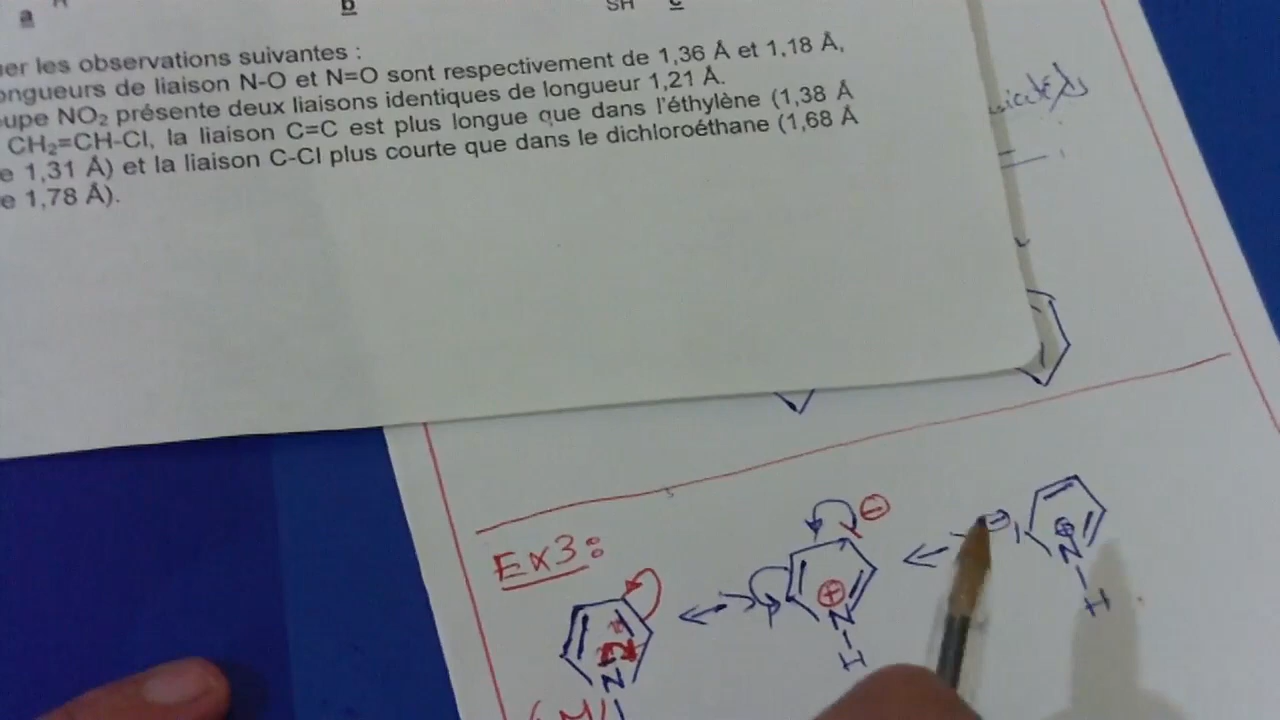 a b SH c
er les observations suivantes :
ongueurs de liaison N-O et N=O sont respectivement de 1,36 Å et 1,18 Å,
upe NO₂ présente deux liaisons identiques de longueur 1,21 Å.
CH₂=CH-Cl, la liaison C=C est plus longue que dans l'éthylène (1,38 Å
e 1,31 Å) et la liaison C-Cl plus courte que dans le dichloroéthane (1,68 Å
e 1,78 Å).
Ex3:
⊖
⊖
⊕
⊕
N
N
N
H
H
(M)